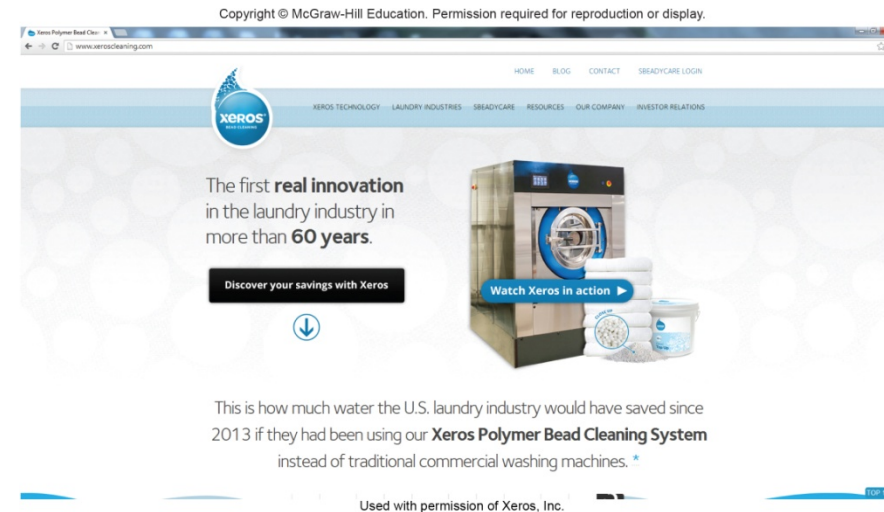 Copyright © McGraw-Hill Education. Permission required for reproduction or display.
www.xeroscleaning.com
HOME BLOG CONTACT SBEADYCARE LOGIN
XEROS TECHNOLOGY LAUNDRY INDUSTRIES SBEADYCARE RESOURCES OUR COMPANY INVESTOR RELATIONS
XEROS
BEAD CLEANING
The first real innovation
in the laundry industry in
more than 60 years.
Discover your savings with Xeros
Watch Xeros in action
This is how much water the U.S. laundry industry would have saved since
2013 if they had been using our Xeros Polymer Bead Cleaning System
instead of traditional commercial washing machines. *
TOP
Used with permission of Xeros, Inc.